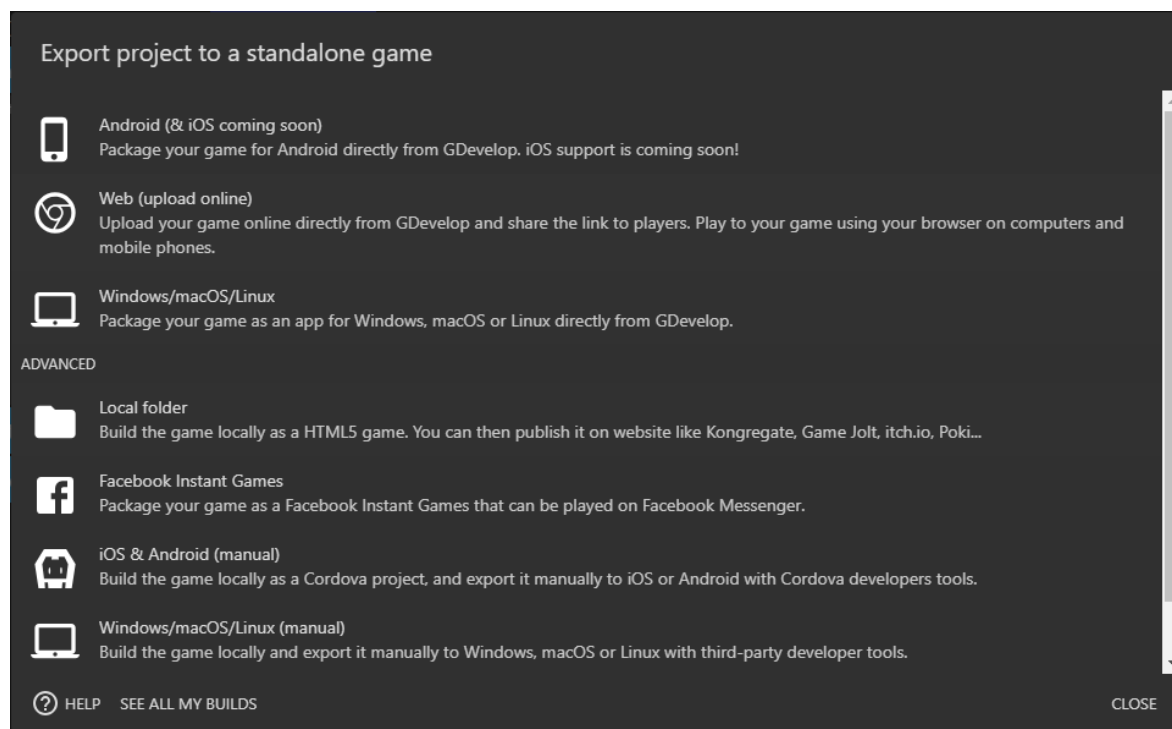 Export project to a standalone game
Android (& iOS coming soon)
Package your game for Android directly from GDevelop. iOS support is coming soon!
Web (upload online)
Upload your game online directly from GDevelop and share the link to players. Play to your game using your browser on computers and
mobile phones.
Windows/macOS/Linux
Package your game as an app for Windows, macOS or Linux directly from GDevelop.
ADVANCED
Local folder
Build the game locally as a HTML5 game. You can then publish it on website like Kongregate, Game Jolt, itch.io, Poki...
Facebook Instant Games
Package your game as a Facebook Instant Games that can be played on Facebook Messenger.
iOS & Android (manual)
Build the game locally as a Cordova project, and export it manually to iOS or Android with Cordova developers tools.
Windows/macOS/Linux (manual)
Build the game locally and export it manually to Windows, macOS or Linux with third-party developer tools.
HELP SEE ALL MY BUILDS CLOSE